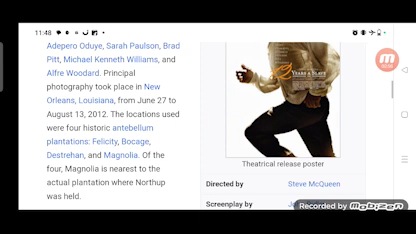 11:48
Adepero Oduye, Sarah Paulson, Brad
Pitt, Michael Kenneth Williams, and
Alfre Woodard. Principal
photography took place in New
Orleans, Louisiana, from June 27 to
August 13, 2012. The locations used
were four historic antebellum
plantations: Felicity, Bocage,
Destrehan, and Magnolia. Of the
four, Magnolia is nearest to the
actual plantation where Northup
was held.
YEARS A SLAVE
Theatrical release poster
Directed by Steve McQueen
Screenplay by
Recorded by Mobizen